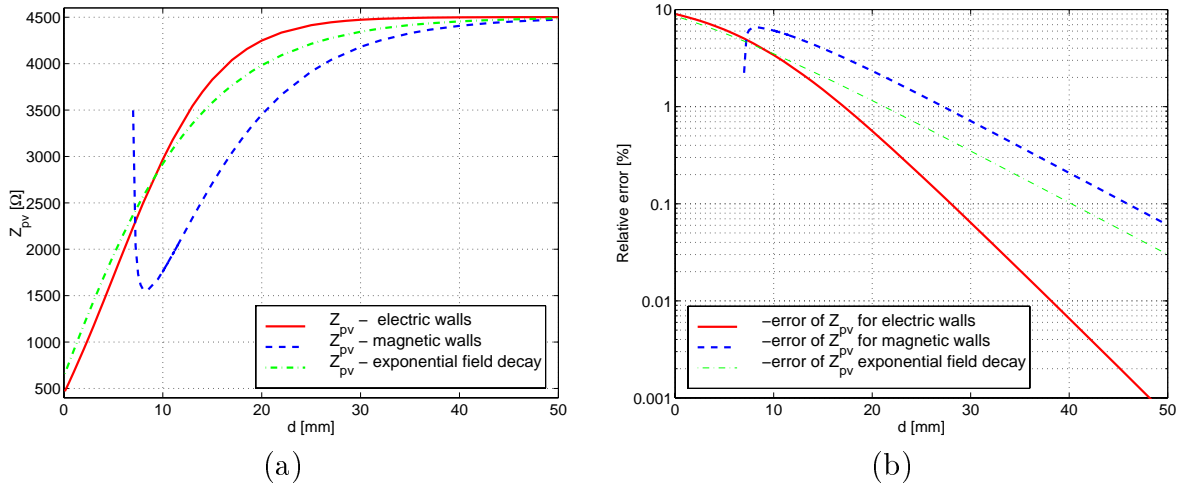 4500
4000
3500
3000
2500
2000
1500
1000
500
Z_pv [Ω]
0
10
20
30
40
50
d [mm]
Z_pv − electric walls
Z_pv − magnetic walls
Z_pv − exponential field decay
(a)
10
1
0.1
0.01
0.001
Relative error [%]
0
10
20
30
40
50
d [mm]
−error of Z_pv for electric walls
−error of Z_pv for magnetic walls
−error of Z_pv exponential field decay
(b)